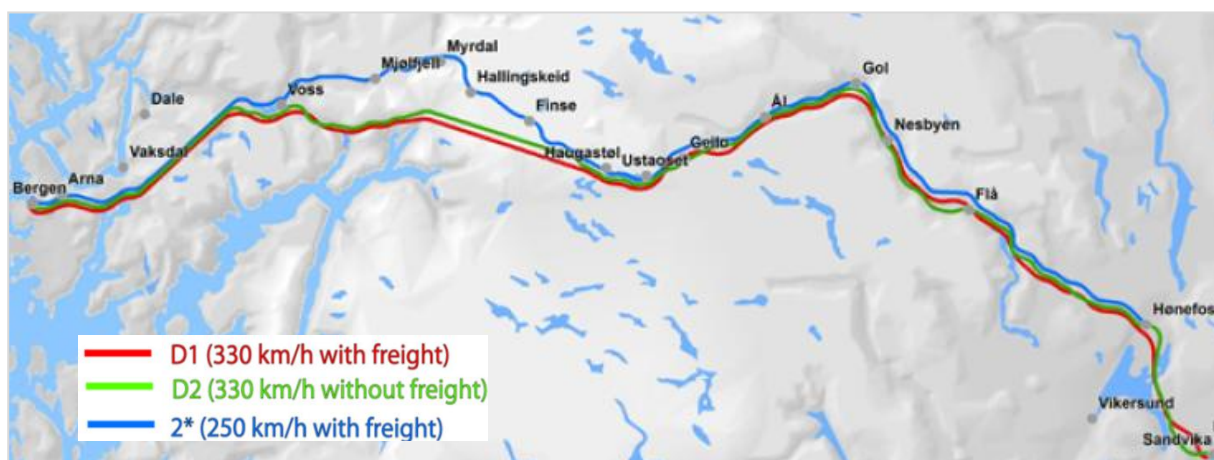 Myrdal
Mjølfjell
Gol
Hallingskeid
Voss
Dale
Ål
Finse
Nesbyen
Geilo
Vaksdal
Haugastøl
Ustaoset
Arna
Bergen
Flå
Hønefos
D1 (330 km/h with freight)
D2 (330 km/h without freight)
2* (250 km/h with freight)
Vikersund
Sandvika